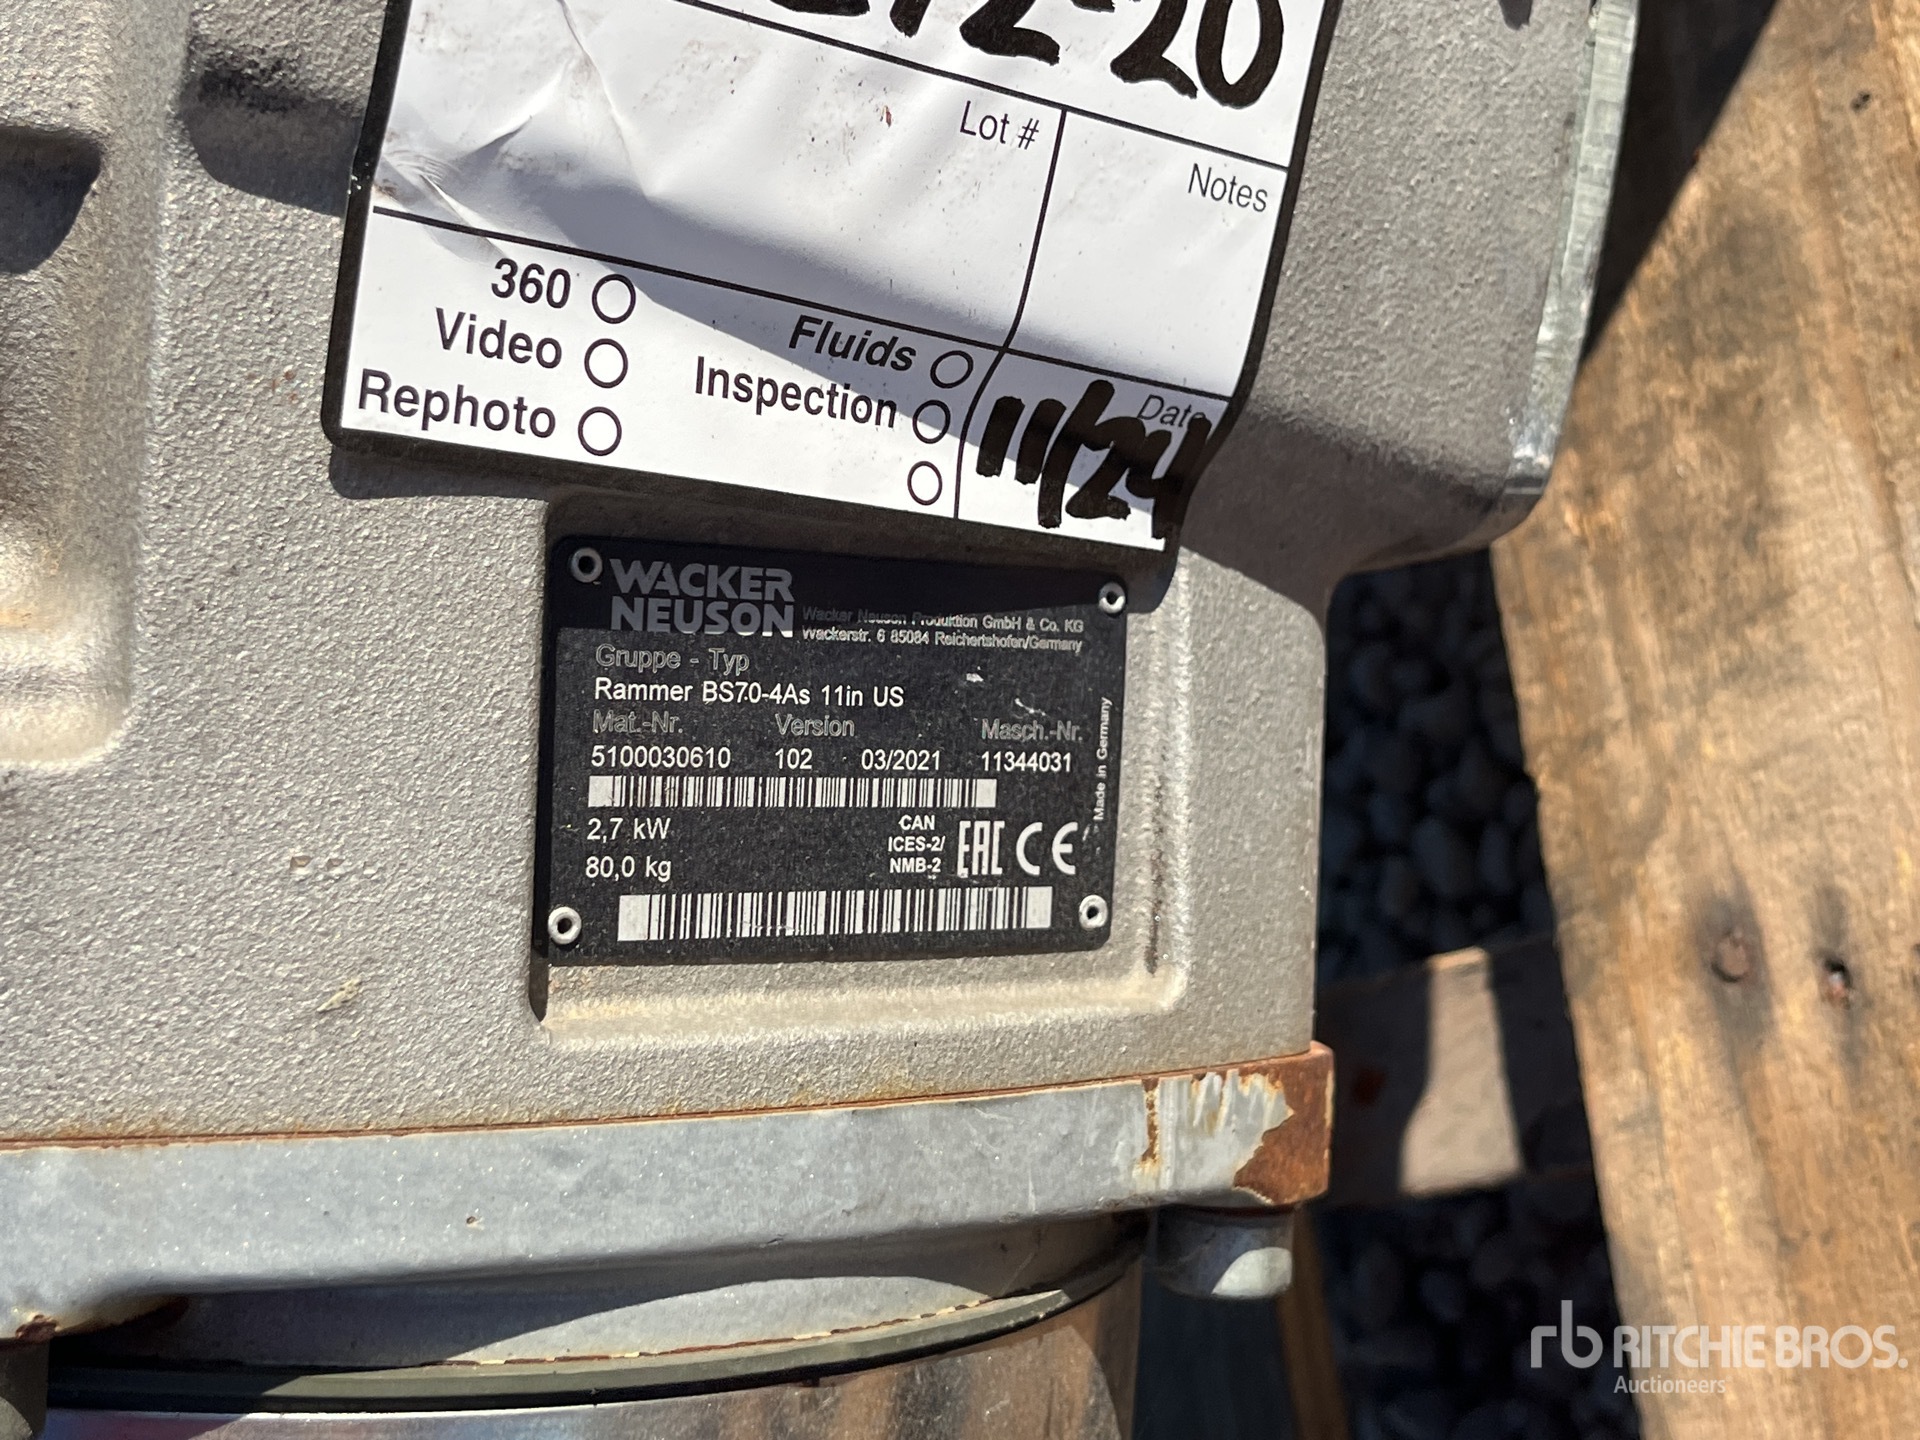 Lot #
Notes
360
Video
Rephoto
Fluids
Inspection
Date
11/24
WACKER
NEUSON
Wacker Neuson Produktion GmbH & Co. KG
Wackerstr. 6 85084 Reichertshofen/Germany
Gruppe - Typ
Rammer BS70-4As 11in US
Mat.-Nr. Version Masch.-Nr.
5100030610 102 03/2021 11344031
2,7 kW
80,0 kg
CAN
ICES-2/
NMB-2
EAC CE
Made in Germany
rb RITCHIE BROS.
Auctioneers